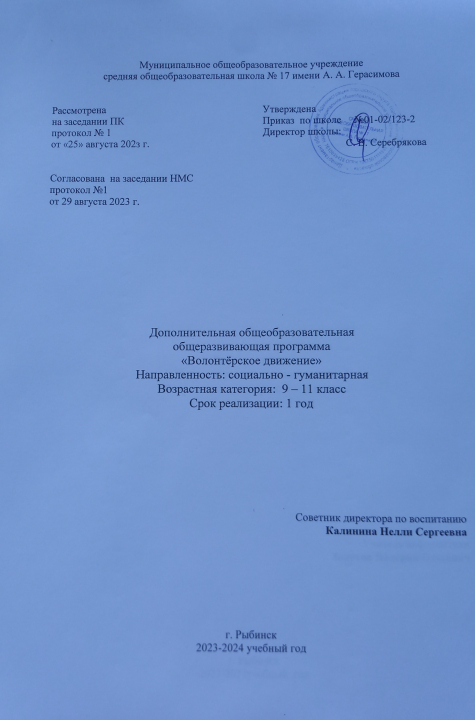 Муниципальное общеобразовательное учреждение
средняя общеобразовательная школа № 17 имени А. А. Герасимова
Рассмотрена
на заседании ПК
протокол № 1
от «25» августа 202з г.
Утверждена
Приказ по школе №01-02/123-2
Директор школы:
С. В. Серебрякова
Согласована на заседании НМС
протокол №1
от 29 августа 2023 г.
Дополнительная общеобразовательная
общеразвивающая программа
«Волонтёрское движение»
Направленность: социально - гуманитарная
Возрастная категория: 9 – 11 класс
Срок реализации: 1 год
Советник директора по воспитанию
Калинина Нелли Сергеевна
г. Рыбинск
2023-2024 учебный год